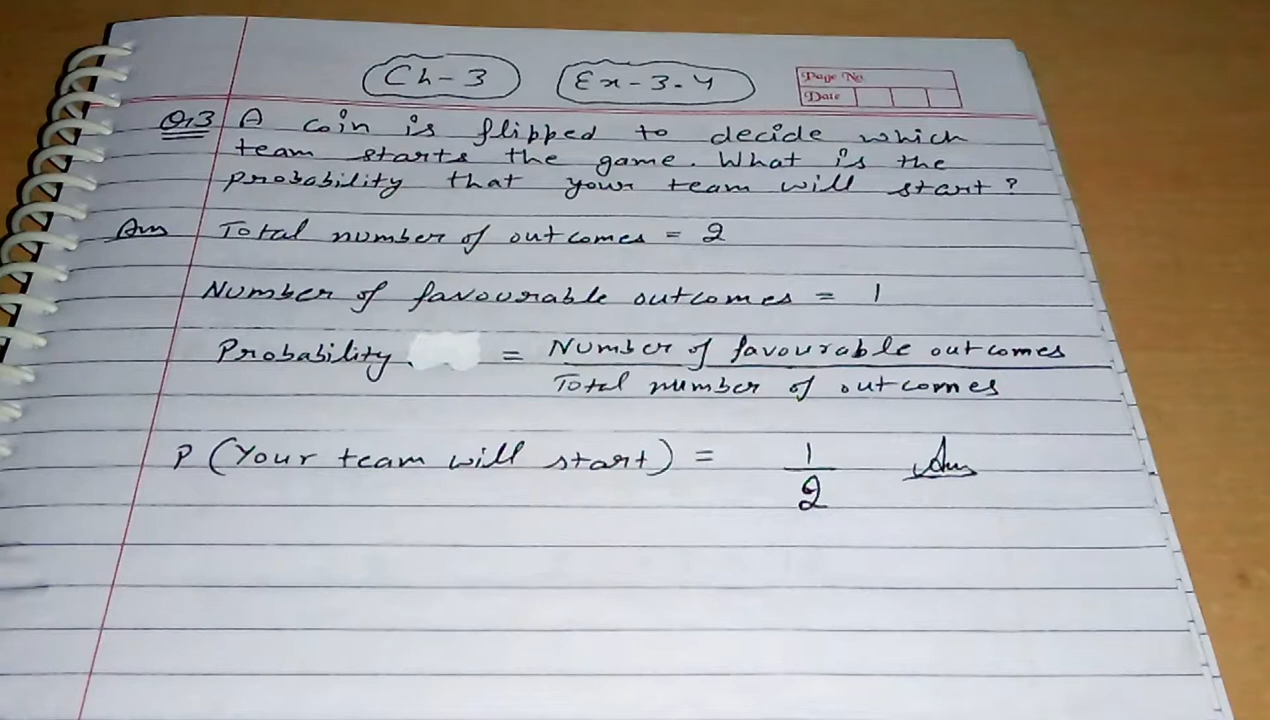 Ch-3 Ex-3.4
Page No.
Date
Q.3 A coin is flipped to decide which
team starts the game. What is the
probability that your team will start?
Ans Total number of outcomes = 2
Number of favourable outcomes = 1
Probability = Number of favourable outcomes
Total number of outcomes
P (Your team will start) = 1/2 Ans